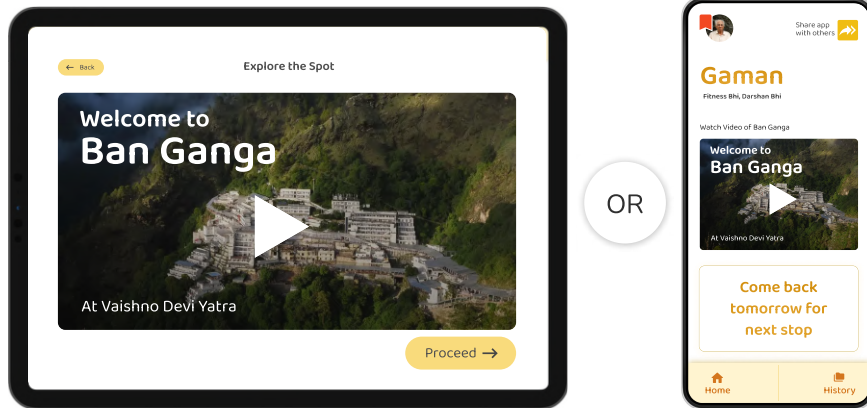 ← Back
Explore the Spot
Welcome to
Ban Ganga
At Vaishno Devi Yatra
Proceed →
OR
Share app
with others
Gaman
Fitness Bhi, Darshan Bhi
Watch Video of Ban Ganga
Welcome to
Ban Ganga
At Vaishno Devi Yatra
Come back
tomorrow for
next stop
Home
History